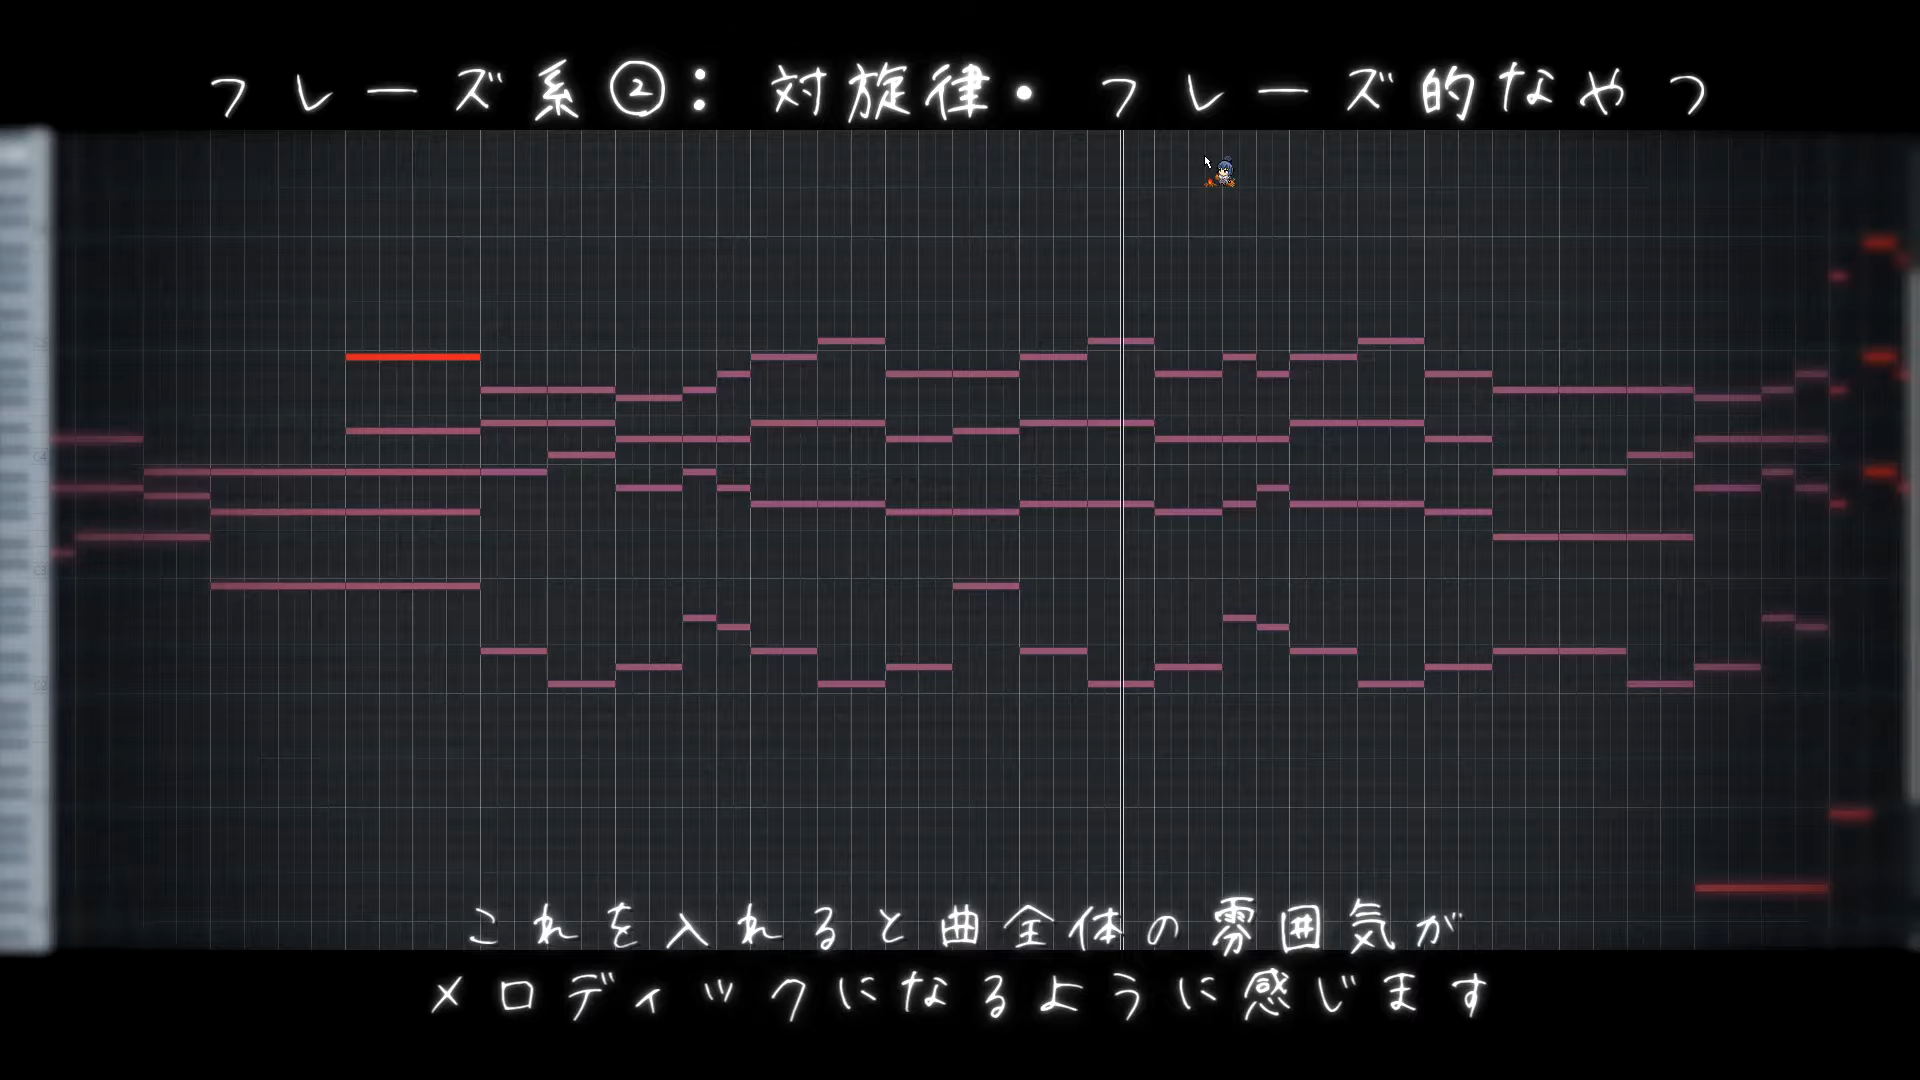 フレーズ系②：対旋律・フレーズ的なやつ
C4
これを入れると曲全体の雰囲気が
メロディックになるように感じます